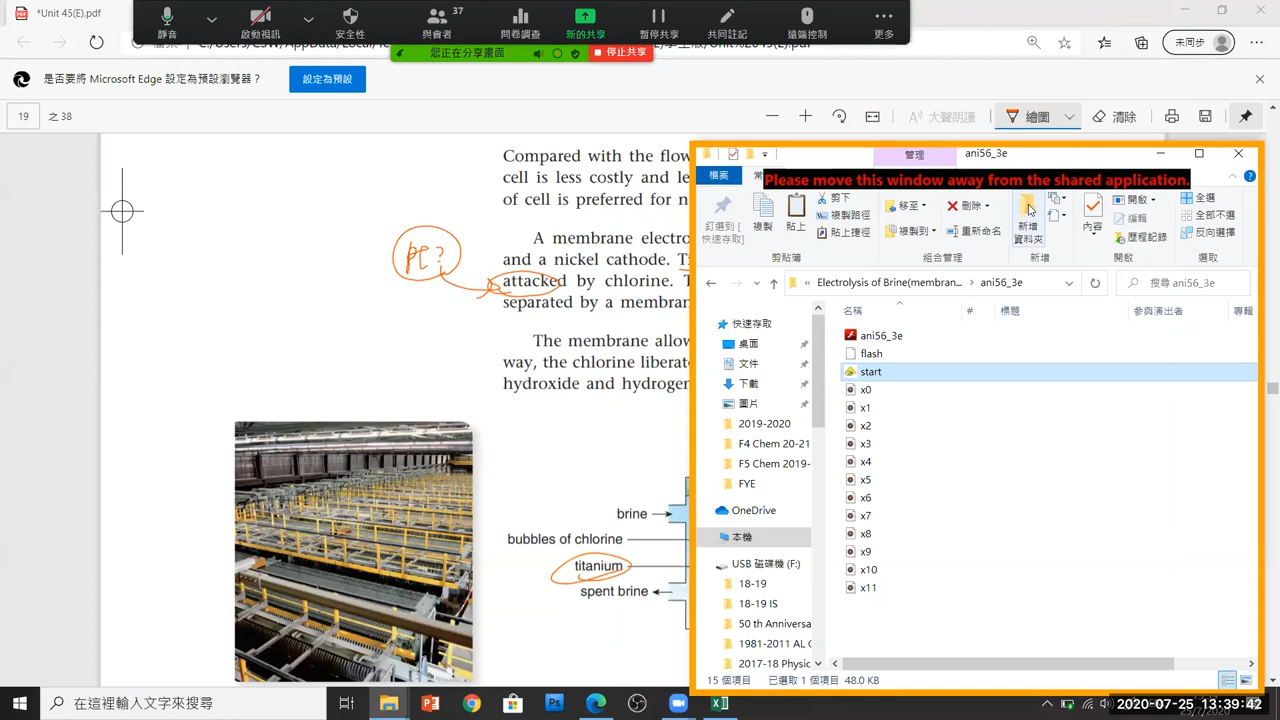 *Unit 45(E).pdf
靜音
啟動視訊
安全性
37
與會者
問卷調查
新的共享
暫停共享
共同註記
遠端控制
更多
您正在分享畫面
停止共享
未同步
是否要將 Microsoft Edge 設定為預設瀏覽器？
設定為預設
19
之 38
大聲朗讀
繪圖
清除
Compared with the flow
cell is less costly and le
of cell is preferred for n
A membrane electro
and a nickel cathode. Ti
attacked by chlorine. T
separated by a membran
Pt?
The membrane allow
way, the chlorine liberat
hydroxide and hydrogen
brine
bubbles of chlorine
titanium
spent brine
管理
ani56_3e
檔案
常
Please move this window away from the shared application.
釘選到 [
快速存取]
複製
貼上
剪下
複製路徑
貼上捷徑
剪貼簿
移至
複製到
刪除
重新命名
組合管理
新增
資料夾
新增
內容
開啟
編輯
歷程記錄
開啟
全選
全部不選
反向選擇
選取
« Electrolysis of Brine(membran... › ani56_3e
搜尋 ani56_3e
名稱
#
標題
參與演出者
專輯
快速存取
桌面
文件
下載
圖片
2019-2020
F4 Chem 20-21
F5 Chem 2019-
FYE
OneDrive
本機
USB 磁碟機 (F:)
18-19
18-19 IS
50 th Anniversa
1981-2011 AL
2017-18 Physic
ani56_3e
flash
start
x0
x1
x2
x3
x4
x5
x6
x7
x8
x9
x10
x11
15 個項目
已選取 1 個項目 48.0 KB
在這裡輸入文字來搜尋
2020-07-25 13:39:42